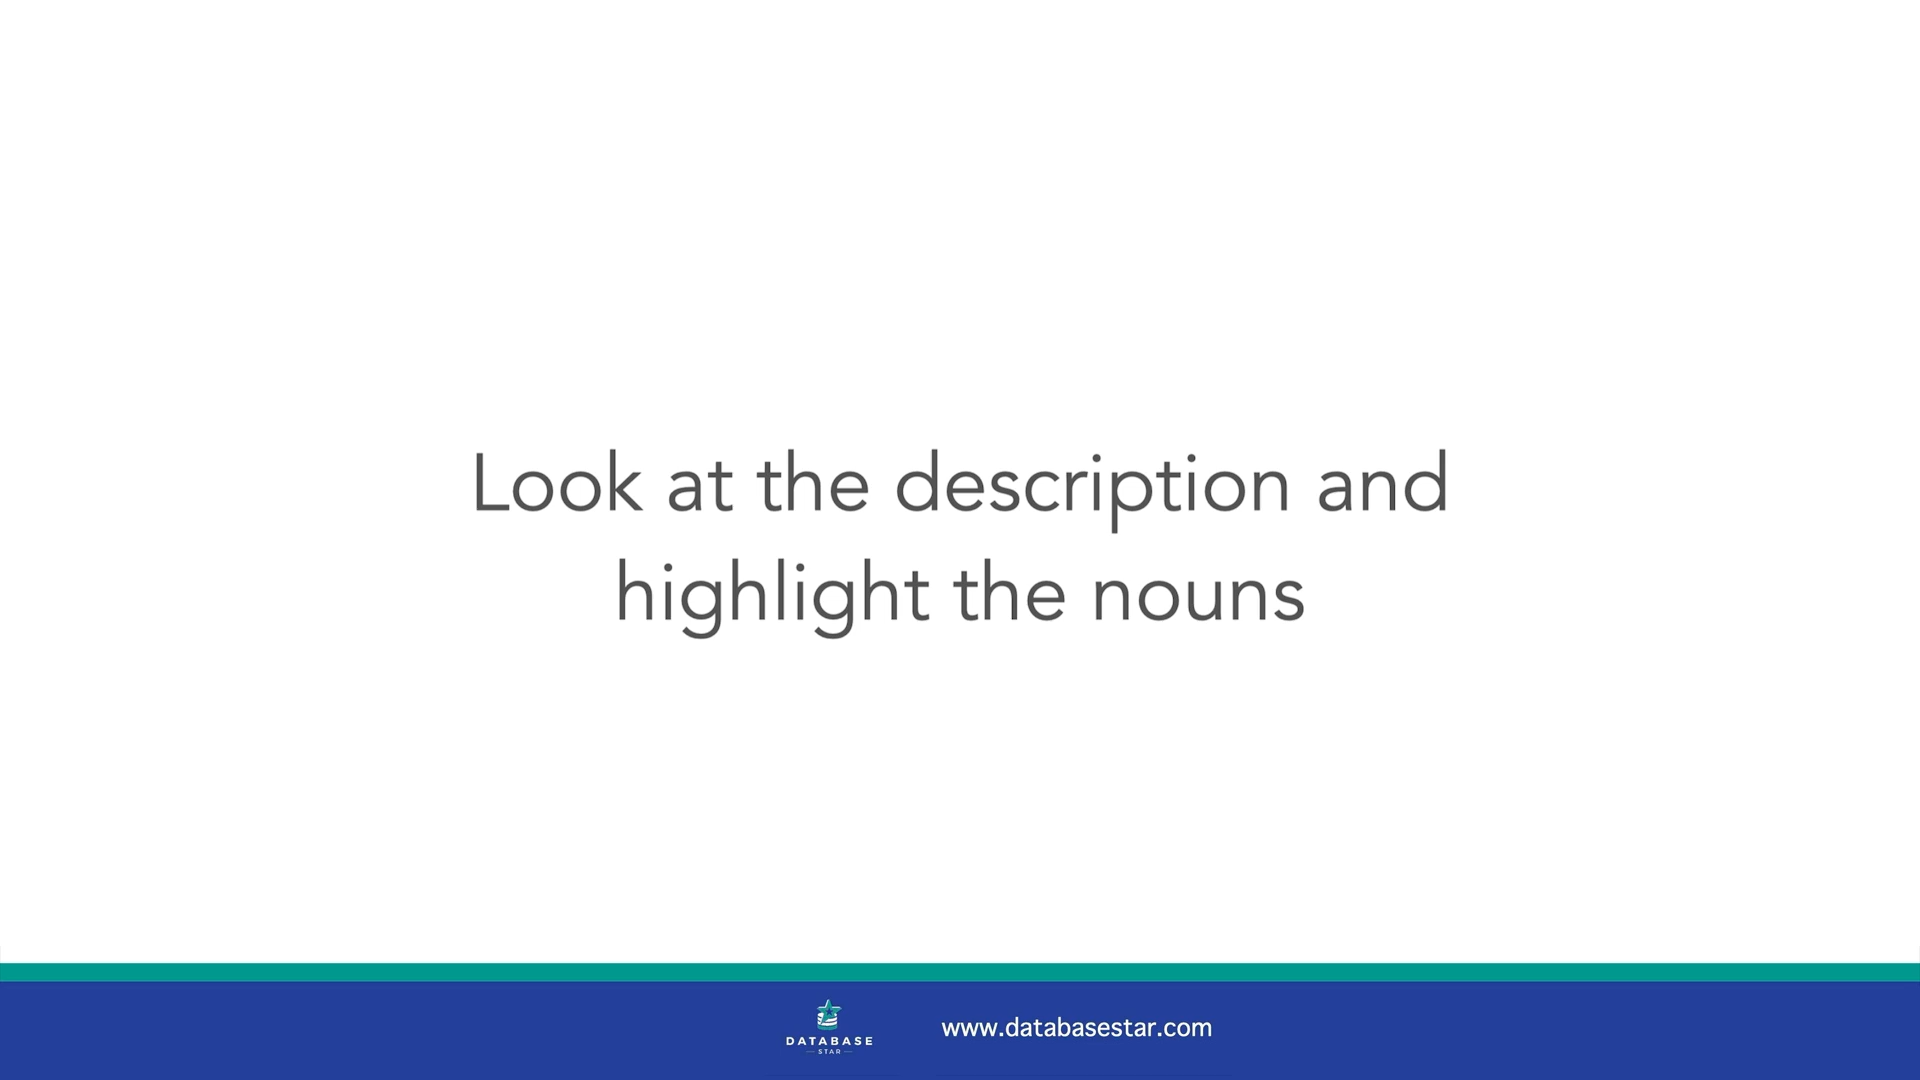 Look at the description and
highlight the nouns
DATABASE
STAR
www.databasestar.com